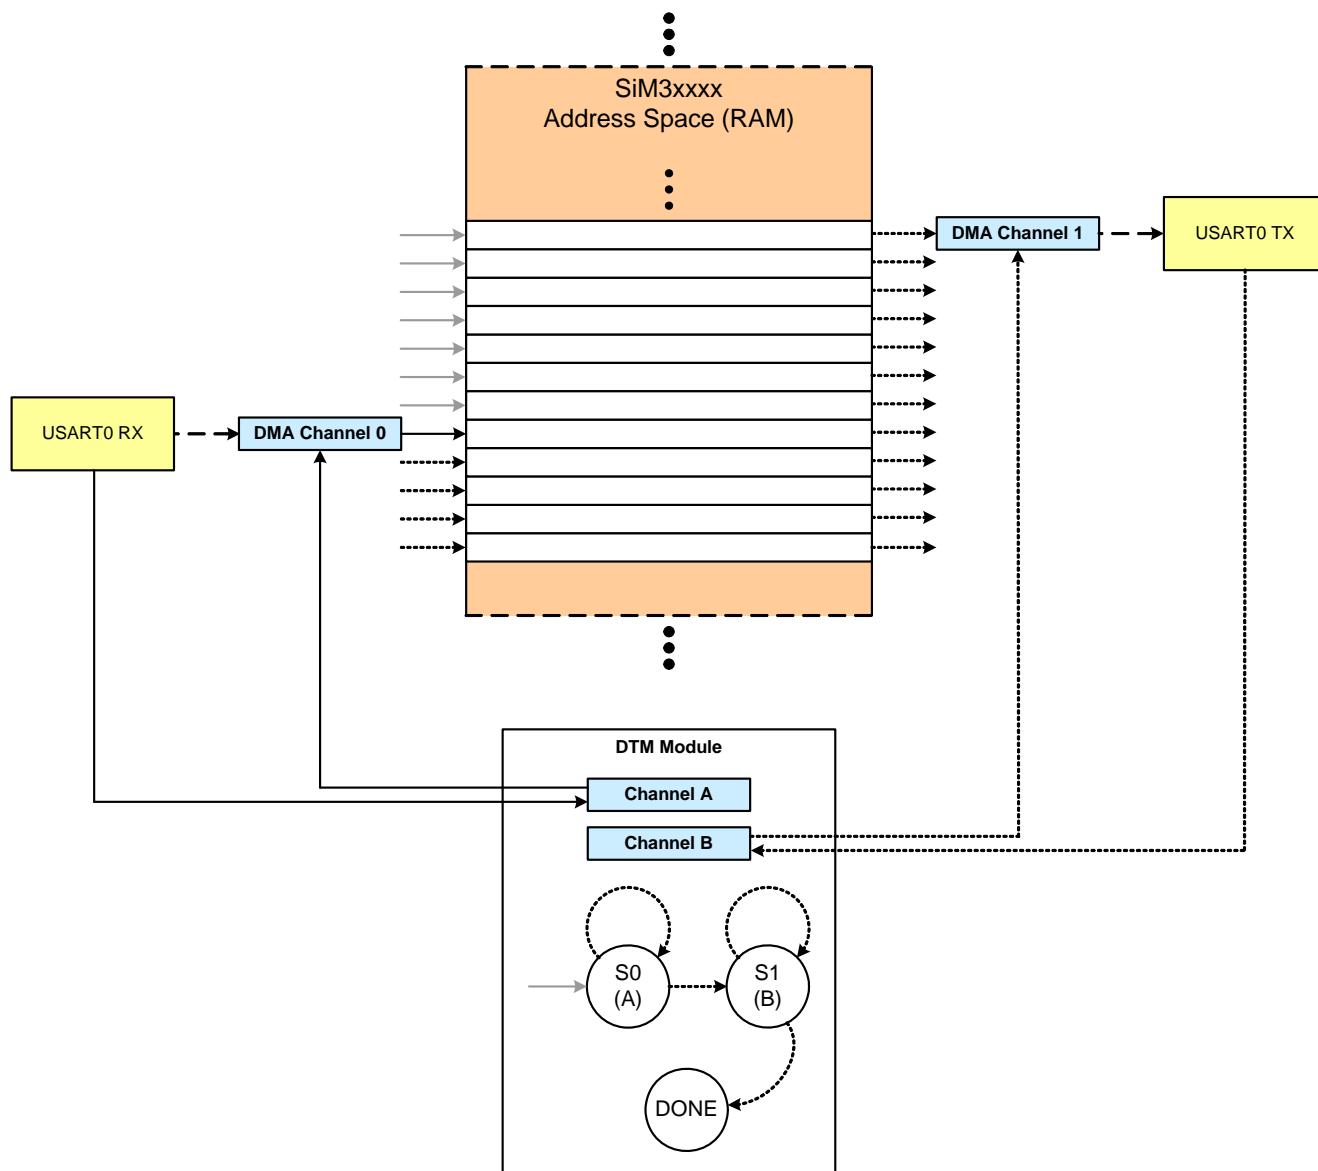 SiM3xxxx
Address Space (RAM)
DMA Channel 1
USART0 TX
USART0 RX
DMA Channel 0
DTM Module
Channel A
Channel B
S0
(A)
S1
(B)
DONE